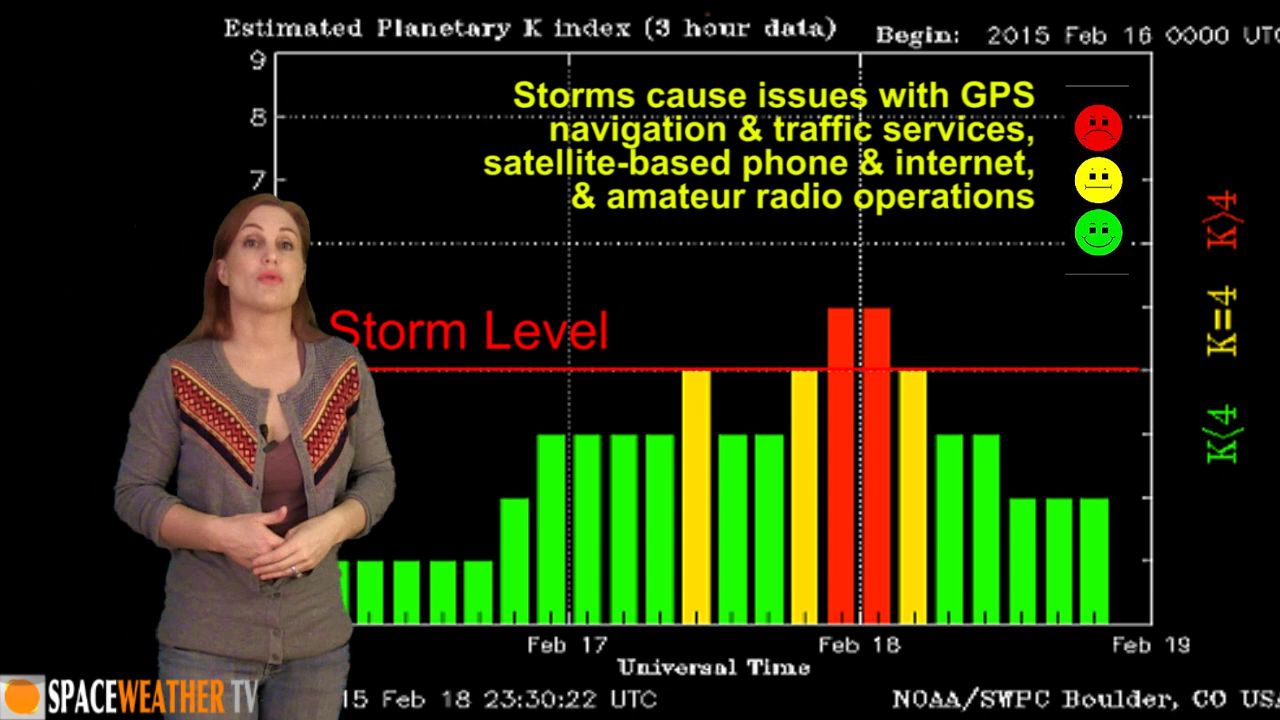 Estimated Planetary K index (3 hour data)
Begin: 2015 Feb 16 0000 UTC
9
8
7
Storms cause issues with GPS
navigation & traffic services,
satellite-based phone & internet,
& amateur radio operations
Storm Level
K>4
K=4
K<4
Feb 17
Feb 18
Feb 19
Universal Time
15 Feb 18 23:30:22 UTC
NOAA/SWPC Boulder, CO USA
SPACEWEATHER TV